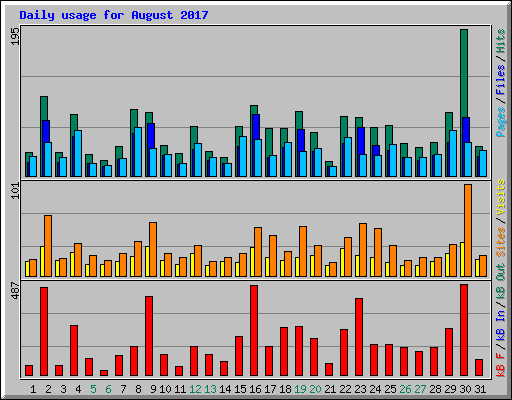 Daily usage for August 2017
195
Pages / Files / Hits
101
Sites / Visits
487
kB F / kB In / kB Out
1 2 3 4 5 6 7 8 9 10 11 12 13 14 15 16 17 18 19 20 21 22 23 24 25 26 27 28 29 30 31